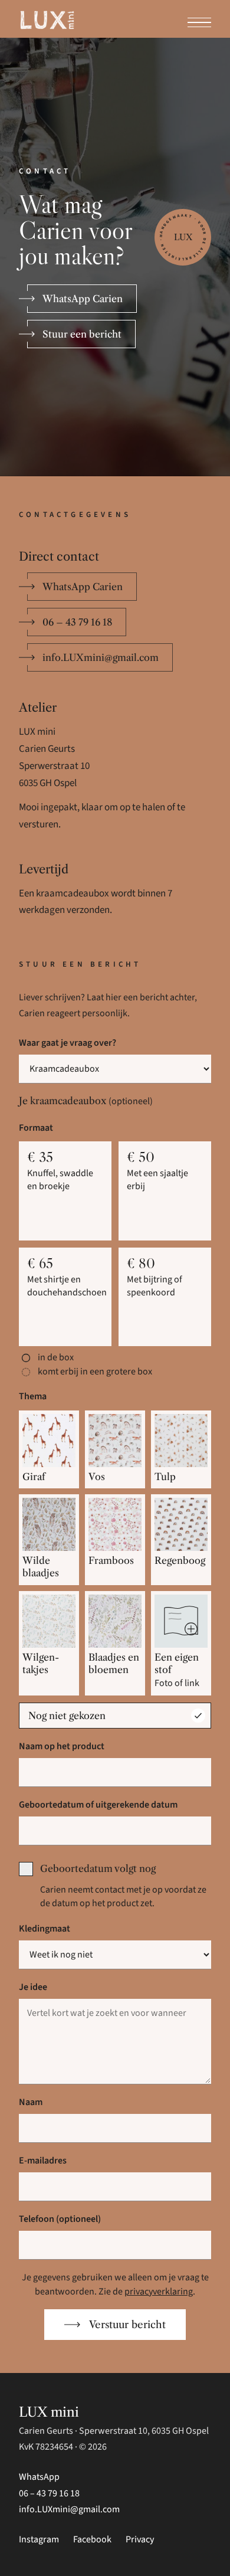 LUX mini
CONTACT
Wat mag
Carien voor
jou maken?
LUX
WhatsApp Carien
Stuur een bericht
CONTACTGEGEVENS
Direct contact
WhatsApp Carien
06 – 43 79 16 18
info.LUXmini@gmail.com
Atelier
LUX mini
Carien Geurts
Sperwerstraat 10
6035 GH Ospel
Mooi ingepakt, klaar om op te halen of te
versturen.
Levertijd
Een kraamcadeaubox wordt binnen 7
werkdagen verzonden.
STUUR EEN BERICHT
Liever schrijven? Laat hier een bericht achter,
Carien reageert persoonlijk.
Waar gaat je vraag over?
Kraamcadeaubox
Je kraamcadeaubox (optioneel)
Formaat
€ 35
Knuffel, swaddle
en broekje
€ 50
Met een sjaaltje
erbij
€ 65
Met shirtje en
douchehandschoen
€ 80
Met bijtring of
speenkoord
in de box
komt erbij in een grotere box
Thema
Giraf
Vos
Tulp
Wilde
blaadjes
Framboos
Regenboog
Wilgen-
takjes
Blaadjes en
bloemen
Een eigen
stof
Foto of link
Nog niet gekozen
Naam op het product
Geboortedatum of uitgerekende datum
Geboortedatum volgt nog
Carien neemt contact met je op voordat ze
de datum op het product zet.
Kledingmaat
Weet ik nog niet
Je idee
Vertel kort wat je zoekt en voor wanneer
Naam
E-mailadres
Telefoon (optioneel)
Je gegevens gebruiken we alleen om je vraag te
beantwoorden. Zie de privacyverklaring.
Verstuur bericht
LUX mini
Carien Geurts · Sperwerstraat 10, 6035 GH Ospel
KvK 78234654 · © 2026
WhatsApp
06 – 43 79 16 18
info.LUXmini@gmail.com
Instagram Facebook Privacy